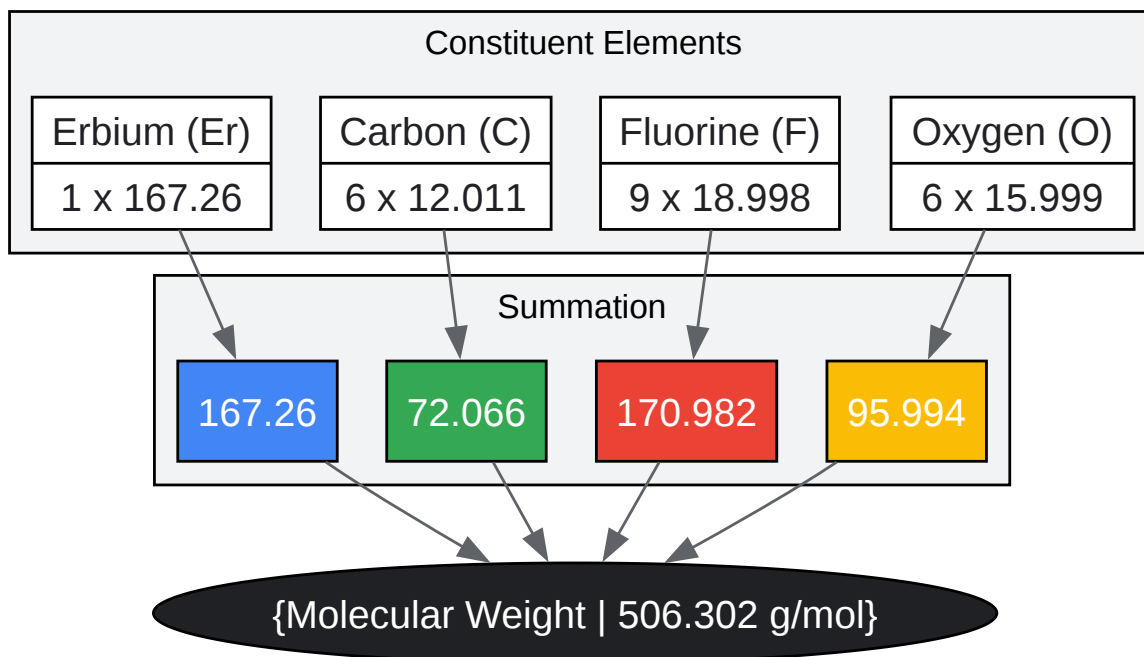 Constituent Elements
Erbium (Er)
1 x 167.26
Carbon (C)
6 x 12.011
Fluorine (F)
9 x 18.998
Oxygen (O)
6 x 15.999
Summation
167.26
72.066
170.982
95.994
{Molecular Weight | 506.302 g/mol}